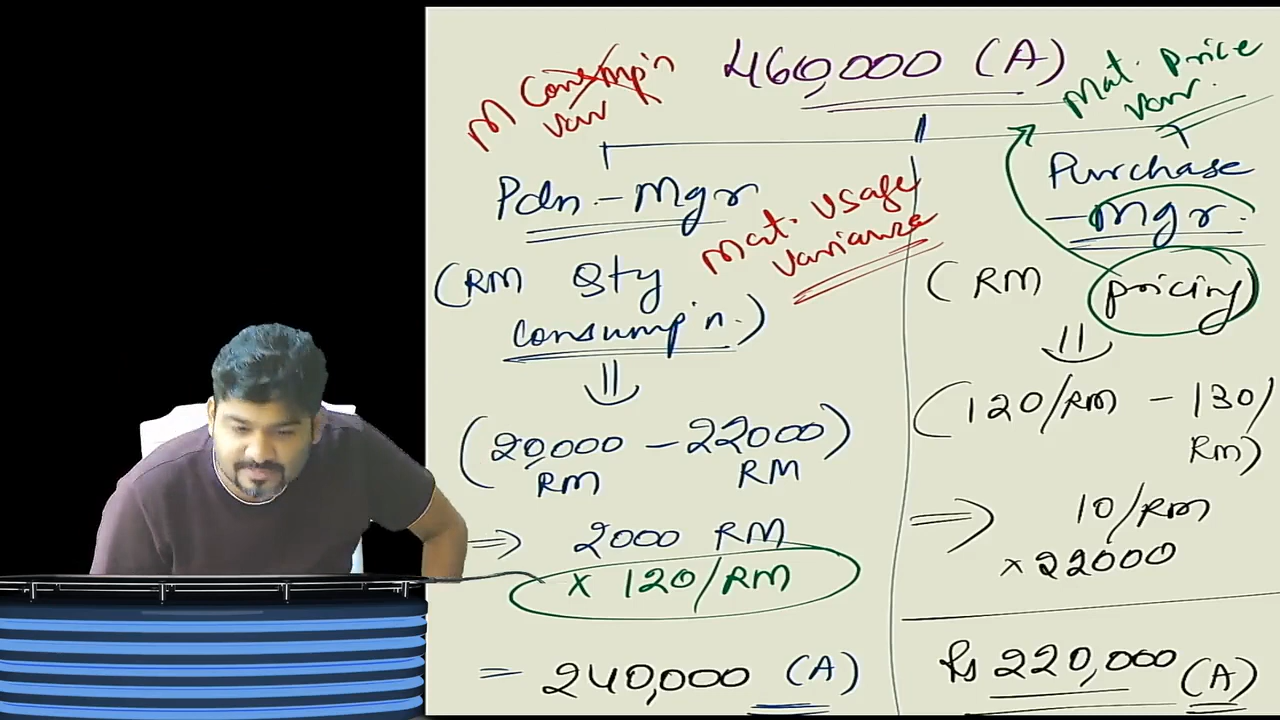 460,000 (A)
M Consump'n
var
Mat. Price
Var.
Pdn-Mgr
Mat. Usage
Variance
(RM Qty
consump'n.)
(20,000 - 22000)
RM RM
⇒ 2000 RM
x 120/RM
= 240,000 (A)
Purchase
-Mgr.
(RM pricing)
(120/RM - 130/
RM)
⇒ 10/RM
x 22000
Rs 220,000 (A)